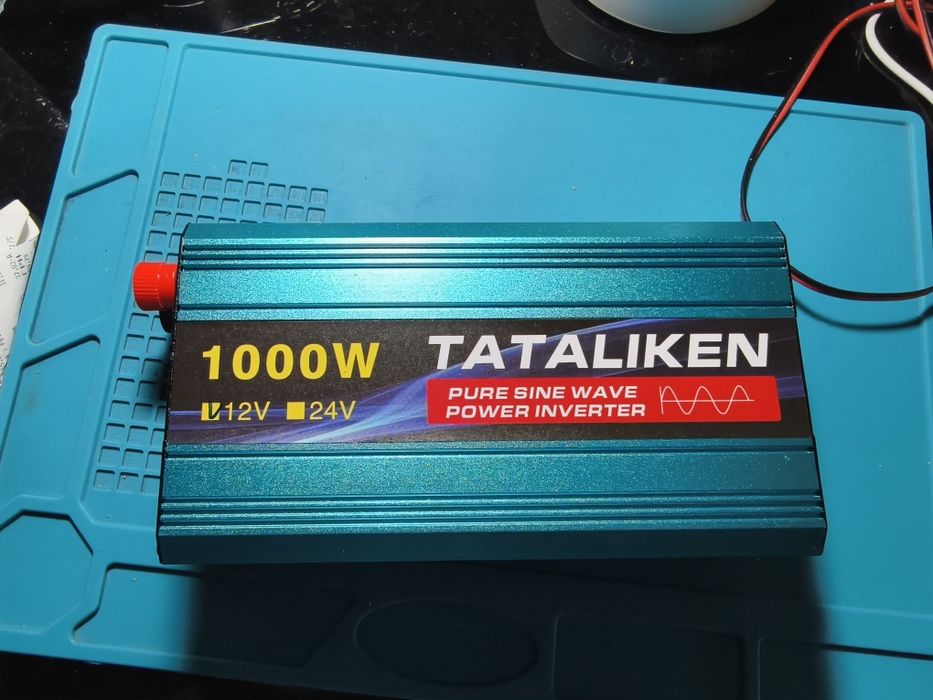 1000W
12V 24V
TATALIKEN
PURE SINE WAVE
POWER INVERTER